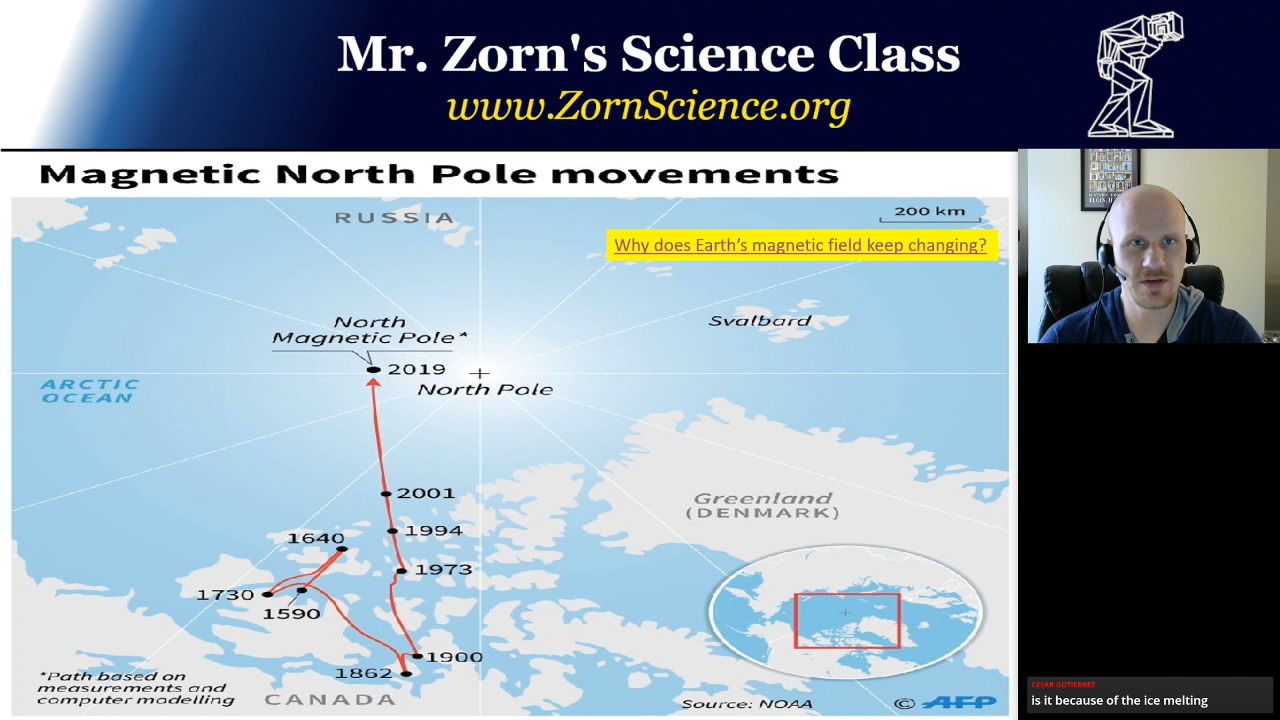 Mr. Zorn's Science Class
www.ZornScience.org
Magnetic North Pole movements
RUSSIA
200 km
Why does Earth’s magnetic field keep changing?
North
Magnetic Pole*
Svalbard
2019
North Pole
ARCTIC
OCEAN
2001
Greenland
(DENMARK)
1994
1640
1973
1730
1590
1900
1862
*Path based on
measurements and
computer modelling
CANADA
Source: NOAA
© AFP
CESAR GUTIERREZ
is it because of the ice melting